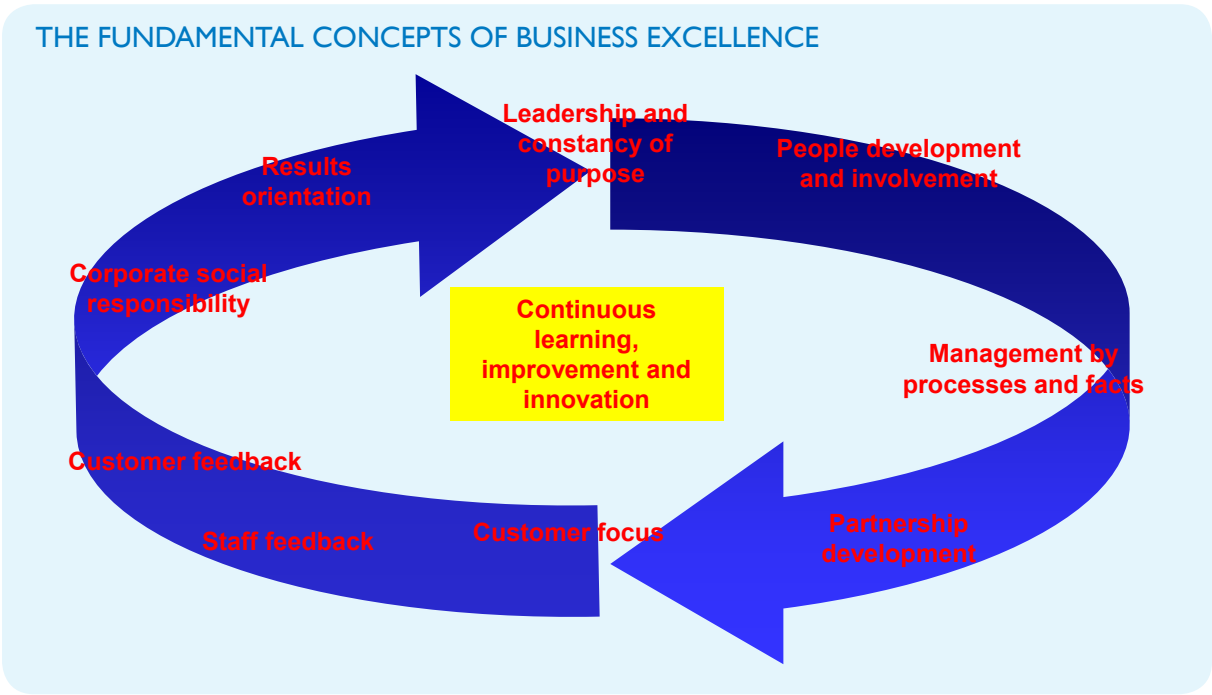 THE FUNDAMENTAL CONCEPTS OF BUSINESS EXCELLENCE
Leadership and
constancy of
purpose
People development
and involvement
Management by
processes and facts
Partnership
development
Customer focus
Staff feedback
Customer feedback
Corporate social
responsibility
Results
orientation
Continuous
learning,
improvement and
innovation